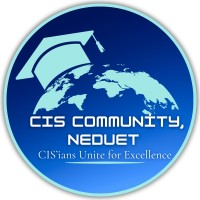 CIS COMMUNITY,
NEDUET
CIS'ians Unite for Excellence